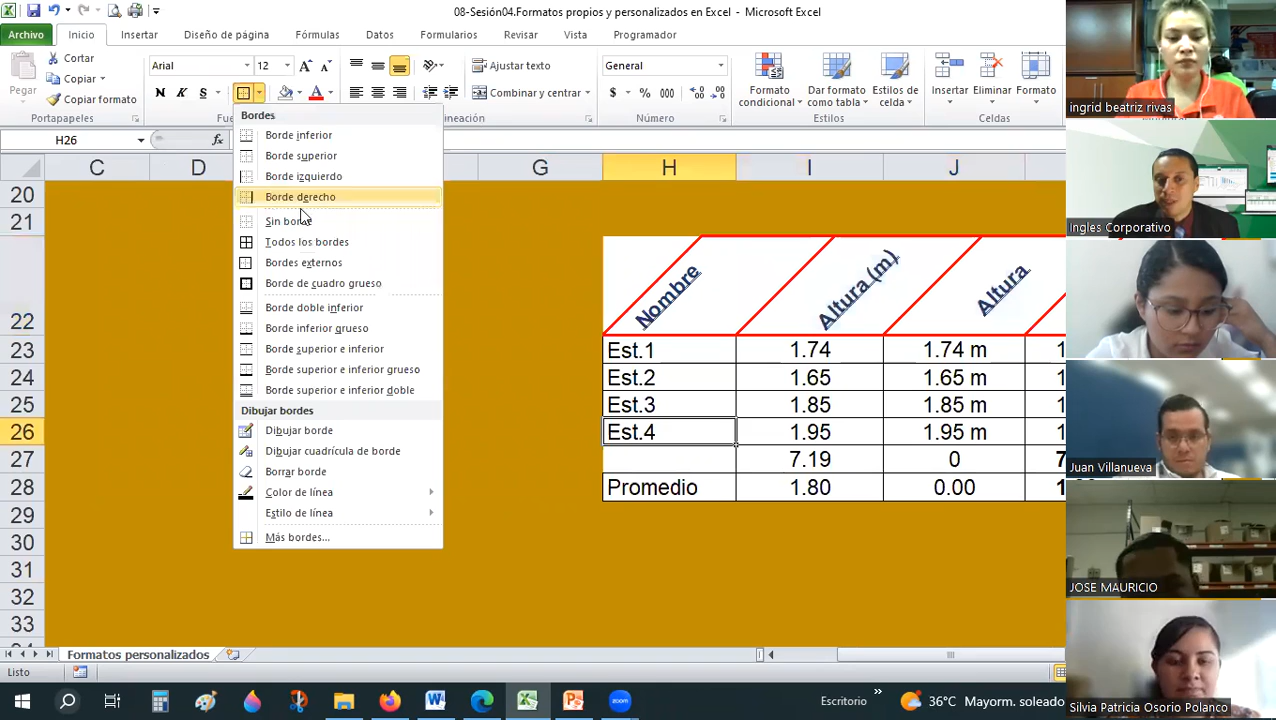 08-Sesión04.Formatos propios y personalizados en Excel - Microsoft Excel
Archivo Inicio Insertar Diseño de página Fórmulas Datos Formularios Revisar Vista Programador
Pegar
Cortar
Copiar
Copiar formato
Portapapeles
Arial 12
N K S
Ajustar texto
Combinar y centrar
lineación
General
$ % 000
Número
Formato condicional
Dar formato como tabla
Estilos de celda
Estilos
Insertar Eliminar Formato
Celdas
H26
fx
Bordes
Borde inferior
Borde superior
Borde izquierdo
Borde derecho
Sin borde
Todos los bordes
Bordes externos
Borde de cuadro grueso
Borde doble inferior
Borde inferior grueso
Borde superior e inferior
Borde superior e inferior grueso
Borde superior e inferior doble
Dibujar bordes
Dibujar borde
Dibujar cuadrícula de borde
Borrar borde
Color de línea
Estilo de línea
Más bordes...
C D G H I J
20
21
22 Nombre Altura (m) Altura
23 Est.1 1.74 1.74 m 1
24 Est.2 1.65 1.65 m 1
25 Est.3 1.85 1.85 m 1
26 Est.4 1.95 1.95 m 1
27 7.19 0 7
28 Promedio 1.80 0.00
29
30
31
32
33
Formatos personalizados
Listo
Escritorio
36°C Mayorm. soleado
zoom
ingrid beatriz rivas
Ingles Corporativo
Juan Villanueva
JOSE MAURICIO
Silvia Patricia Osorio Polanco